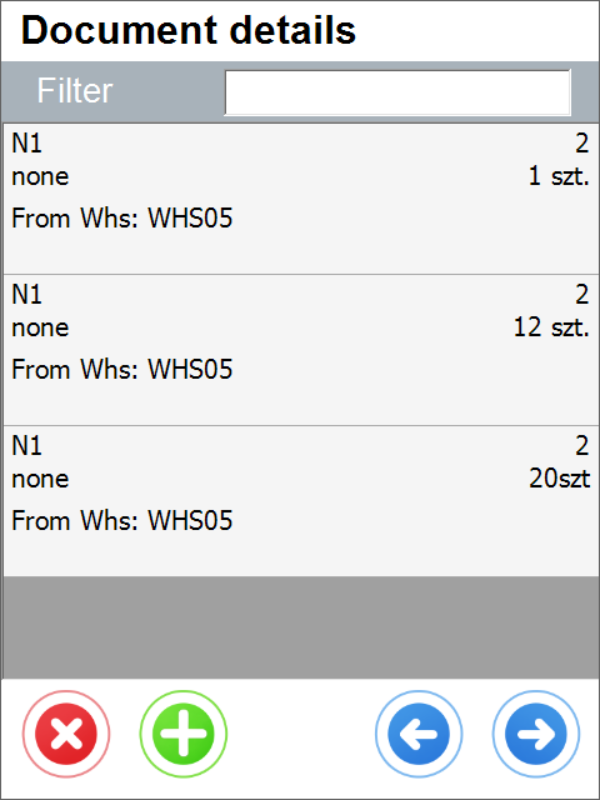 Document details
Filter
N1 2
none 1 szt.
From Whs: WHS05
N1 2
none 12 szt.
From Whs: WHS05
N1 2
none 20szt
From Whs: WHS05